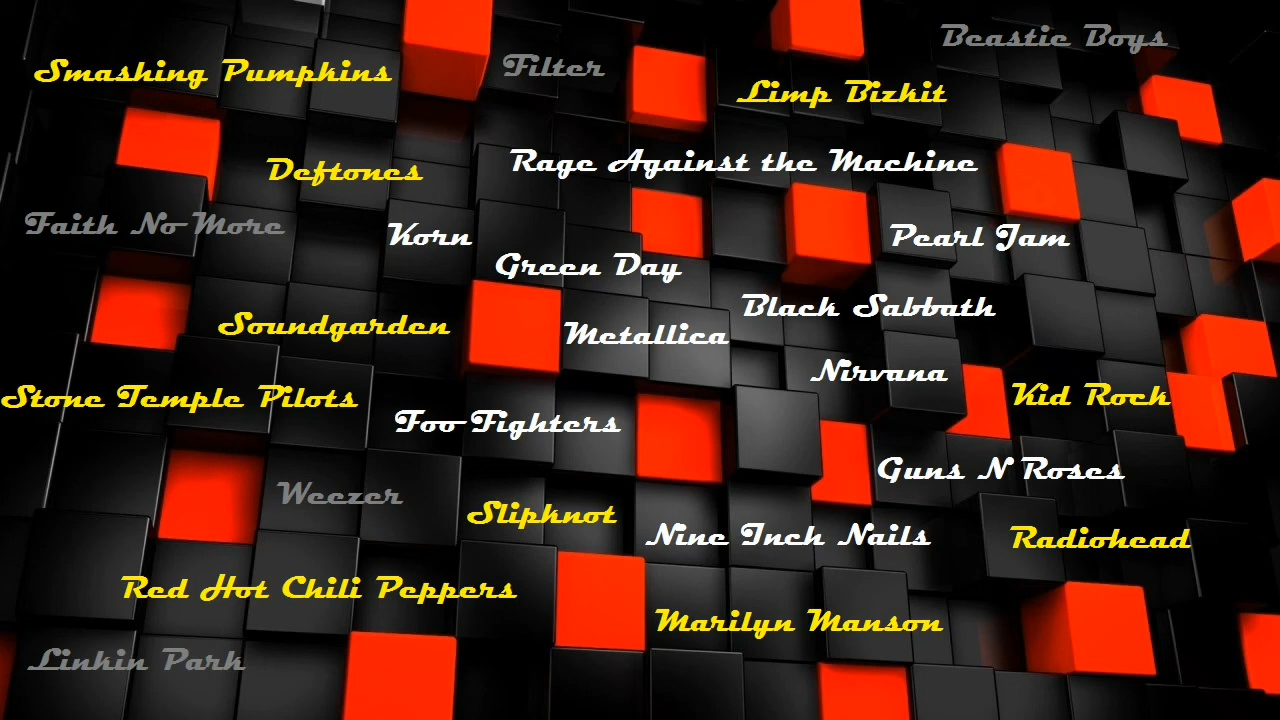 Beastie Boys
Smashing Pumpkins
Filter
Limp Bizkit
Deftones
Rage Against the Machine
Faith No More
Korn
Pearl Jam
Green Day
Black Sabbath
Soundgarden
Metallica
Nirvana
Stone Temple Pilots
Kid Rock
Foo Fighters
Guns N' Roses
Weezer
Slipknot
Nine Inch Nails
Radiohead
Red Hot Chili Peppers
Marilyn Manson
Linkin Park